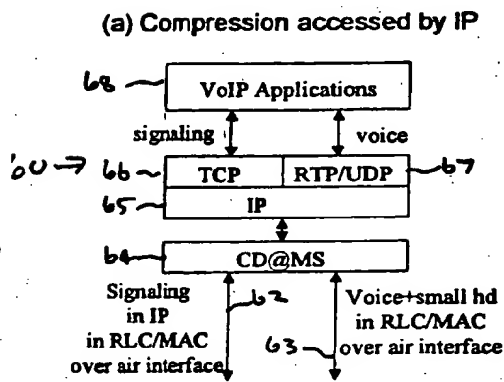 (a) Compression accessed by IP
68
VoIP Applications
signaling
voice
60
66
TCP
RTP/UDP
67
65
IP
64
CD@MS
Signaling
in IP
in RLC/MAC
over air interface
62
Voice+small hd
in RLC/MAC
over air interface
63